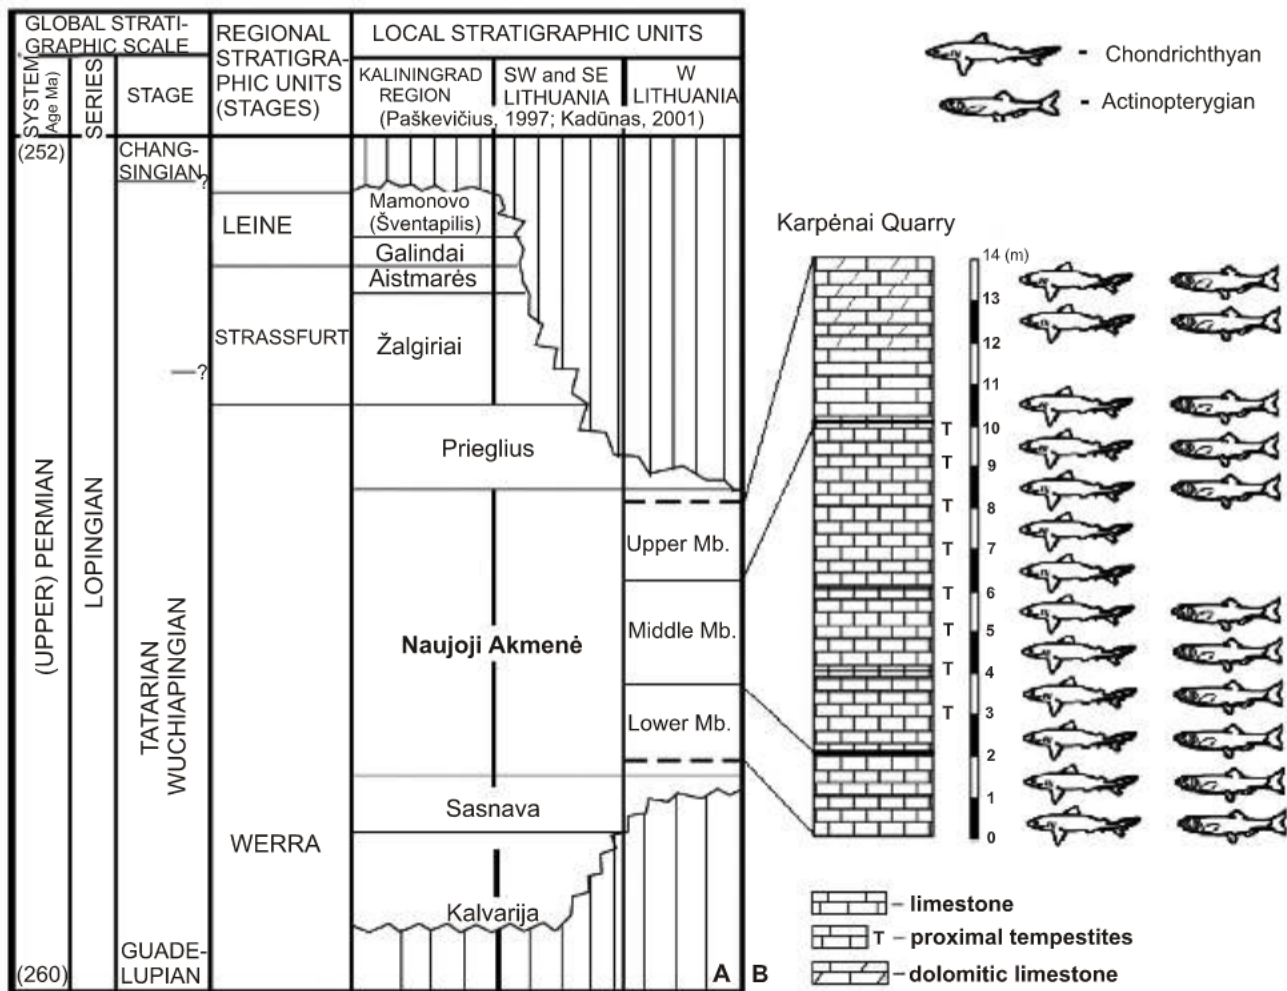 GLOBAL STRATI-
GRAPHIC SCALE
SYSTEM
Age Ma)
SERIES
STAGE
REGIONAL
STRATIGRA-
PHIC UNITS
(STAGES)
LOCAL STRATIGRAPHIC UNITS
KALININGRAD
REGION
SW and SE
LITHUANIA
W
LITHUANIA
(Paškevičius, 1997; Kadūnas, 2001)
(252)
(UPPER) PERMIAN
(260)
LOPINGIAN
CHANG-
SINGIAN
?
?
TATARIAN
WUCHIAPINGIAN
GUADE-
LUPIAN
LEINE
STRASSFURT
WERRA
Mamonovo
(Šventapilis)
Galindai
Aistmarės
Žalgiriai
Prieglius
Naujoji Akmenė
Sasnava
Kalvarija
Upper Mb.
Middle Mb.
Lower Mb.
A
B
- Chondrichthyan
- Actinopterygian
Karpėnai Quarry
14 (m)
13
12
11
T 10
T 9
T 8
T 7
T 6
T 5
T 4
T 3
2
1
0
– limestone
T – proximal tempestites
– dolomitic limestone